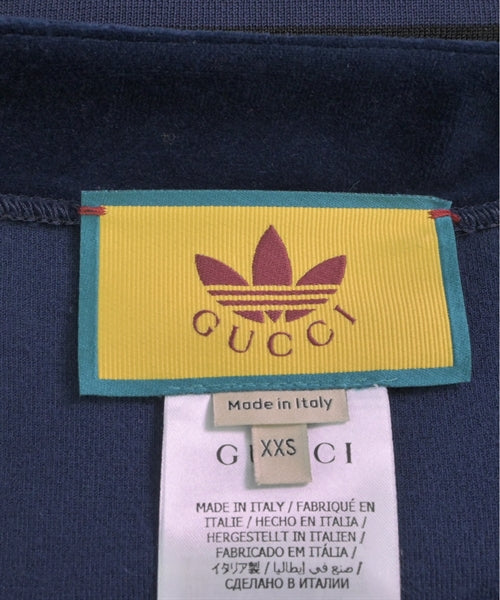 GUCCI
Made in Italy
GUCCI
XXS
MADE IN ITALY / FABRIQUÉ EN
ITALIE / HECHO EN ITALIA /
HERGESTELLT IN ITALIEN /
FABRICADO EM ITÁLIA /
イタリア製 / صنع في إيطاليا /
СДЕЛАНО В ИТАЛИИ